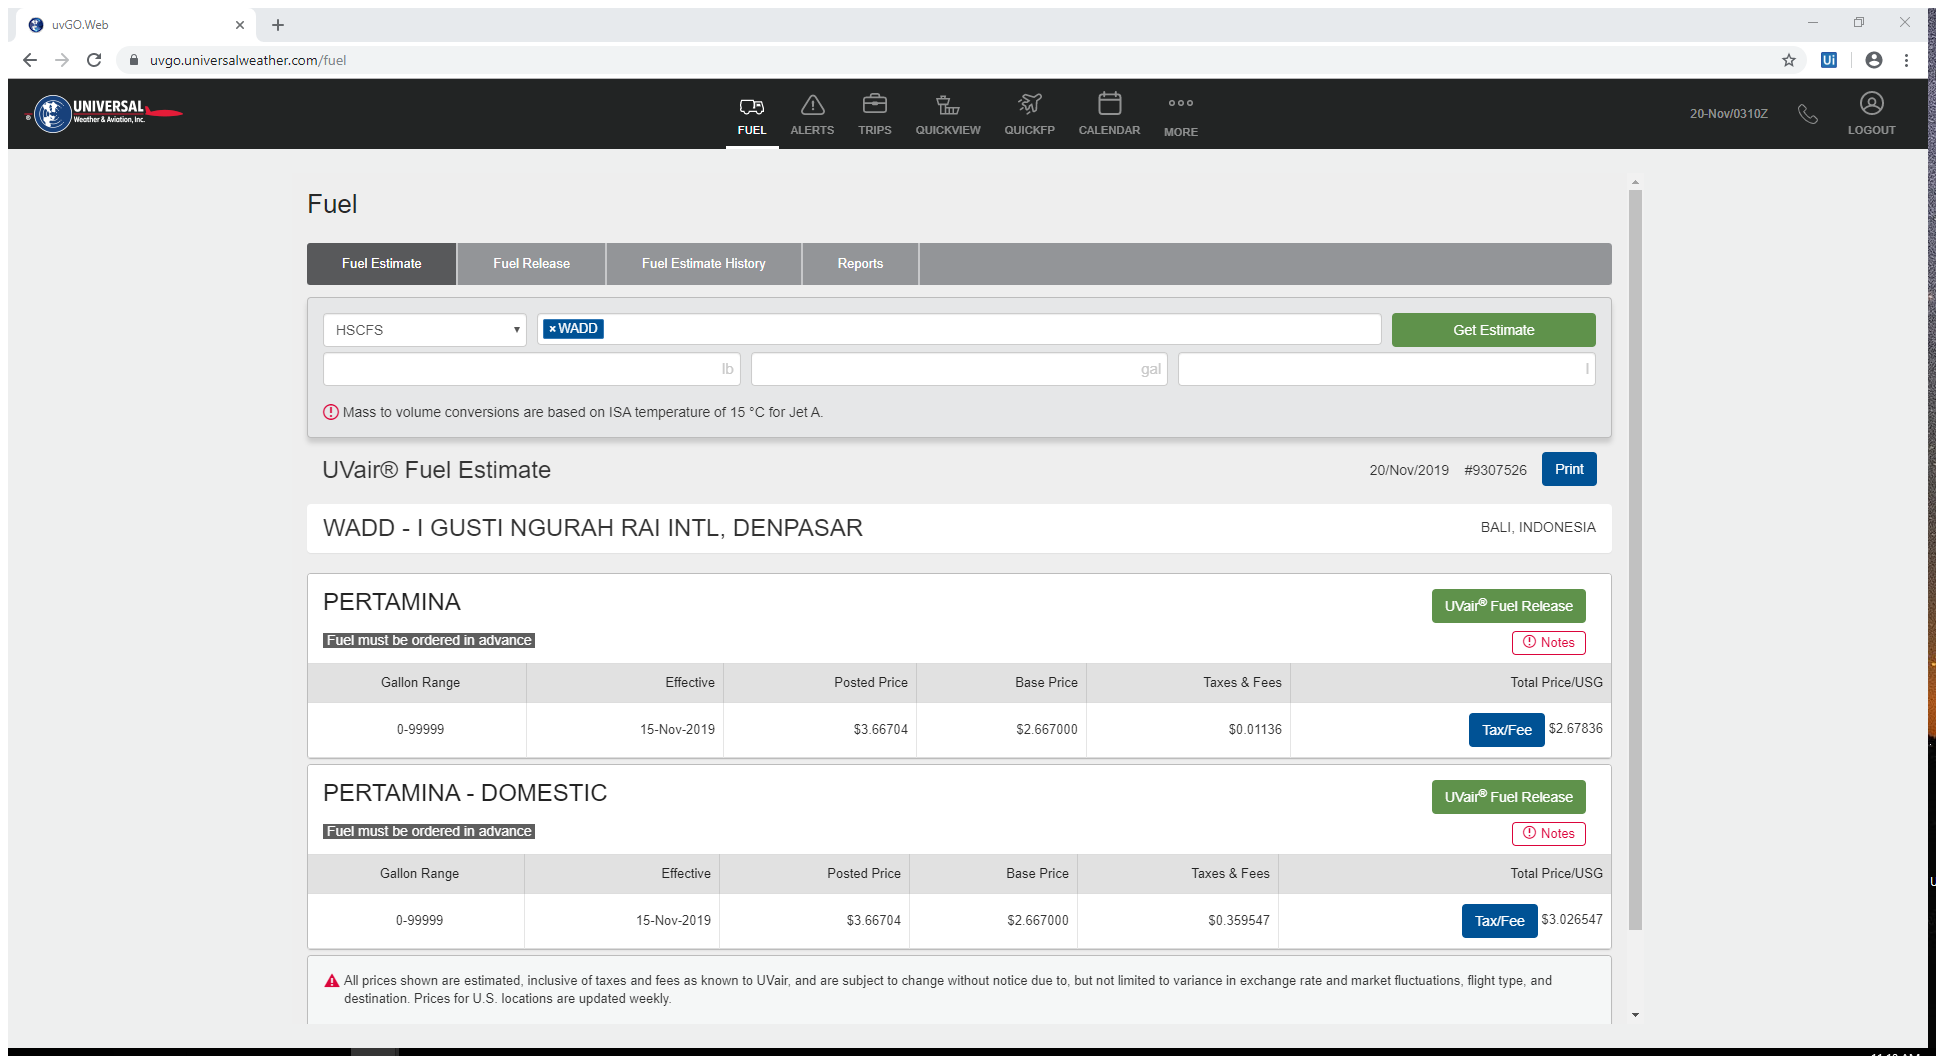 uvGO.Web
uvgo.universalweather.com/fuel
Ui
UNIVERSAL
Weather & Aviation, Inc.
FUEL
ALERTS
TRIPS
QUICKVIEW
QUICKFP
CALENDAR
MORE
20-Nov/0310Z
LOGOUT
Fuel
Fuel Estimate
Fuel Release
Fuel Estimate History
Reports
HSCFS
×WADD
Get Estimate
lb
gal
l
Mass to volume conversions are based on ISA temperature of 15 °C for Jet A.
UVair® Fuel Estimate
20/Nov/2019 #9307526 Print
WADD - I GUSTI NGURAH RAI INTL, DENPASAR
BALI, INDONESIA
PERTAMINA
UVair® Fuel Release
Fuel must be ordered in advance
Notes
Gallon Range Effective Posted Price Base Price Taxes & Fees Total Price/USG
0-99999 15-Nov-2019 $3.66704 $2.667000 $0.01136 Tax/Fee $2.67836
PERTAMINA - DOMESTIC
UVair® Fuel Release
Fuel must be ordered in advance
Notes
Gallon Range Effective Posted Price Base Price Taxes & Fees Total Price/USG
0-99999 15-Nov-2019 $3.66704 $2.667000 $0.359547 Tax/Fee $3.026547
All prices shown are estimated, inclusive of taxes and fees as known to UVair, and are subject to change without notice due to, but not limited to variance in exchange rate and market fluctuations, flight type, and
destination. Prices for U.S. locations are updated weekly.